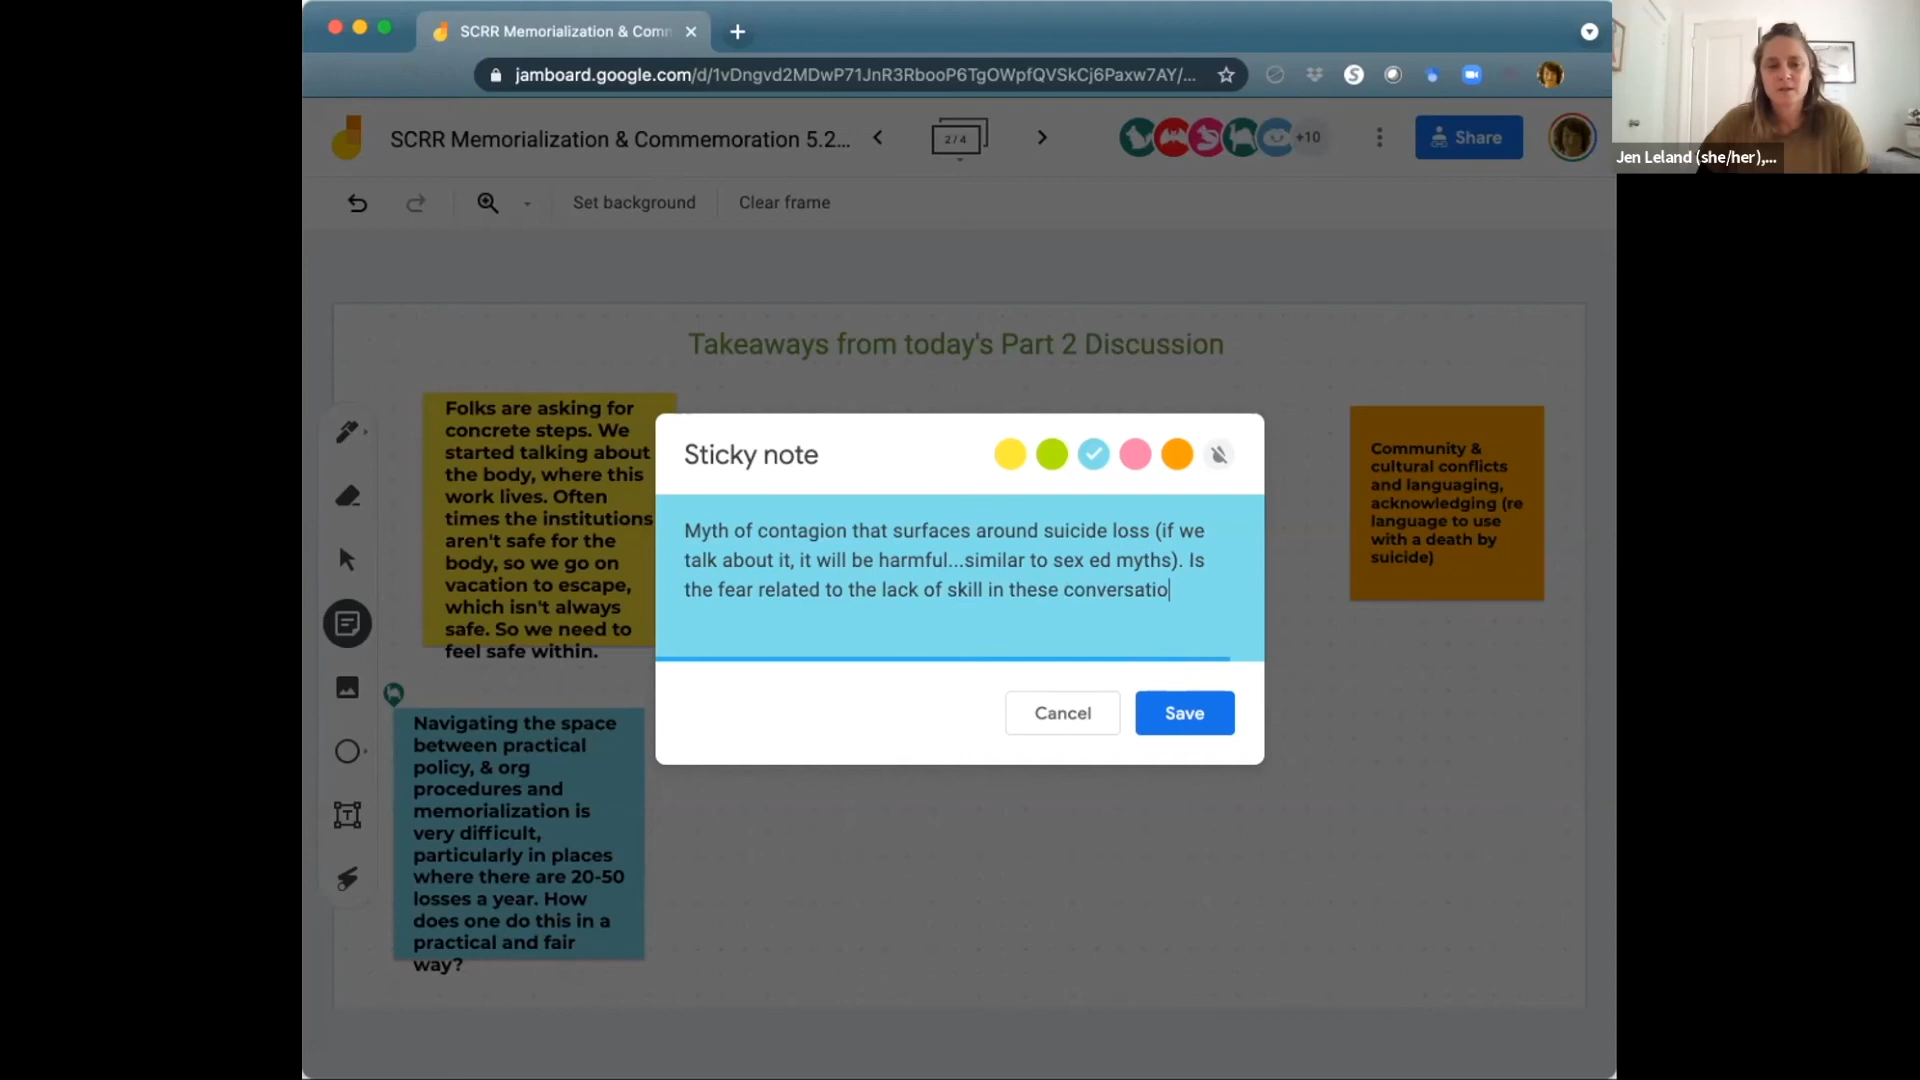 SCRR Memorialization & Com
jamboard.google.com/d/1vDngvd2MDwP71JnR3RbooP6TgOWpfQVSkCj6Paxw7AY/...
SCRR Memorialization & Commemoration 5.2...
2/4
+10
Share
Jen Leland (she/her),...
Set background
Clear frame
Takeaways from today's Part 2 Discussion
Folks are asking for
concrete steps. We
started talking about
the body, where this
work lives. Often
times the institutions
aren't safe for the
body, so we go on
vacation to escape,
which isn't always
safe. So we need to
feel safe within.
Sticky note
Myth of contagion that surfaces around suicide loss (if we
talk about it, it will be harmful...similar to sex ed myths). Is
the fear related to the lack of skill in these conversatio
Cancel
Save
Community &
cultural conflicts
and languaging,
acknowledging (re
language to use
with a death by
suicide)
Navigating the space
between practical
policy, & org
procedures and
memorialization is
very difficult,
particularly in places
where there are 20-50
losses a year. How
does one do this in a
practical and fair
way?